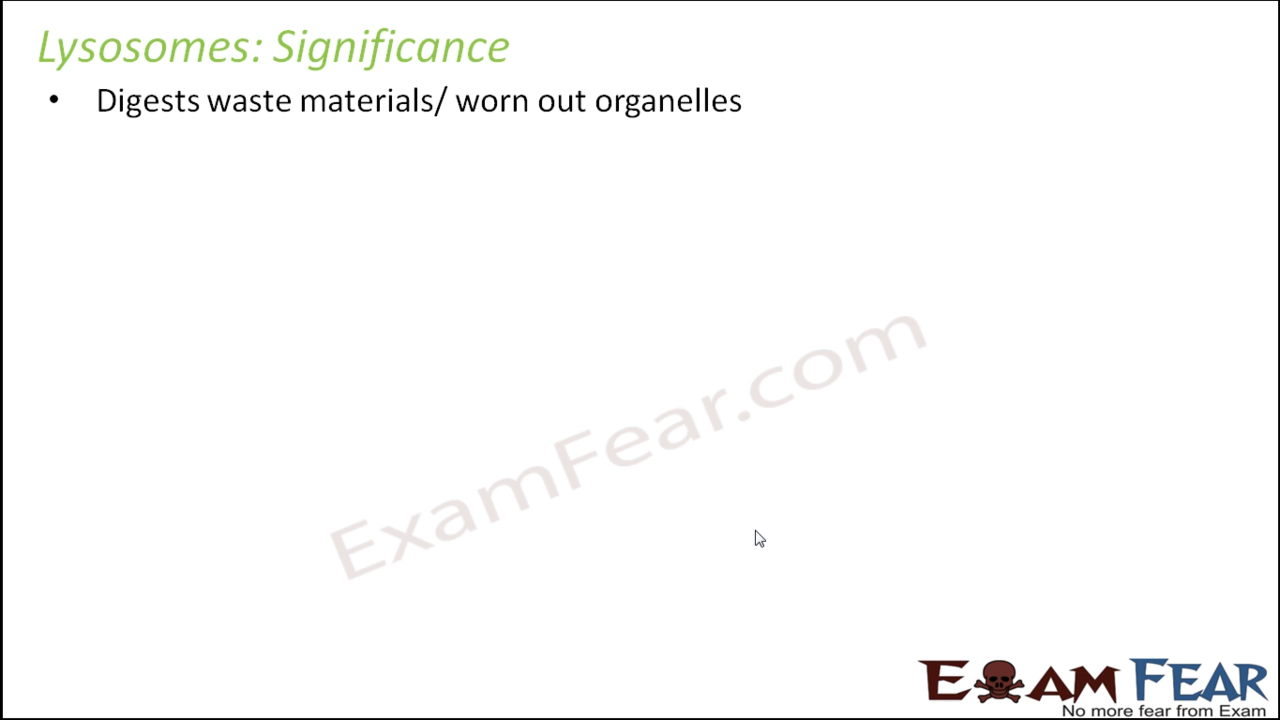 Lysosomes: Significance
• Digests waste materials/ worn out organelles
ExamFear.com
EXAM FEAR
No more fear from Exam